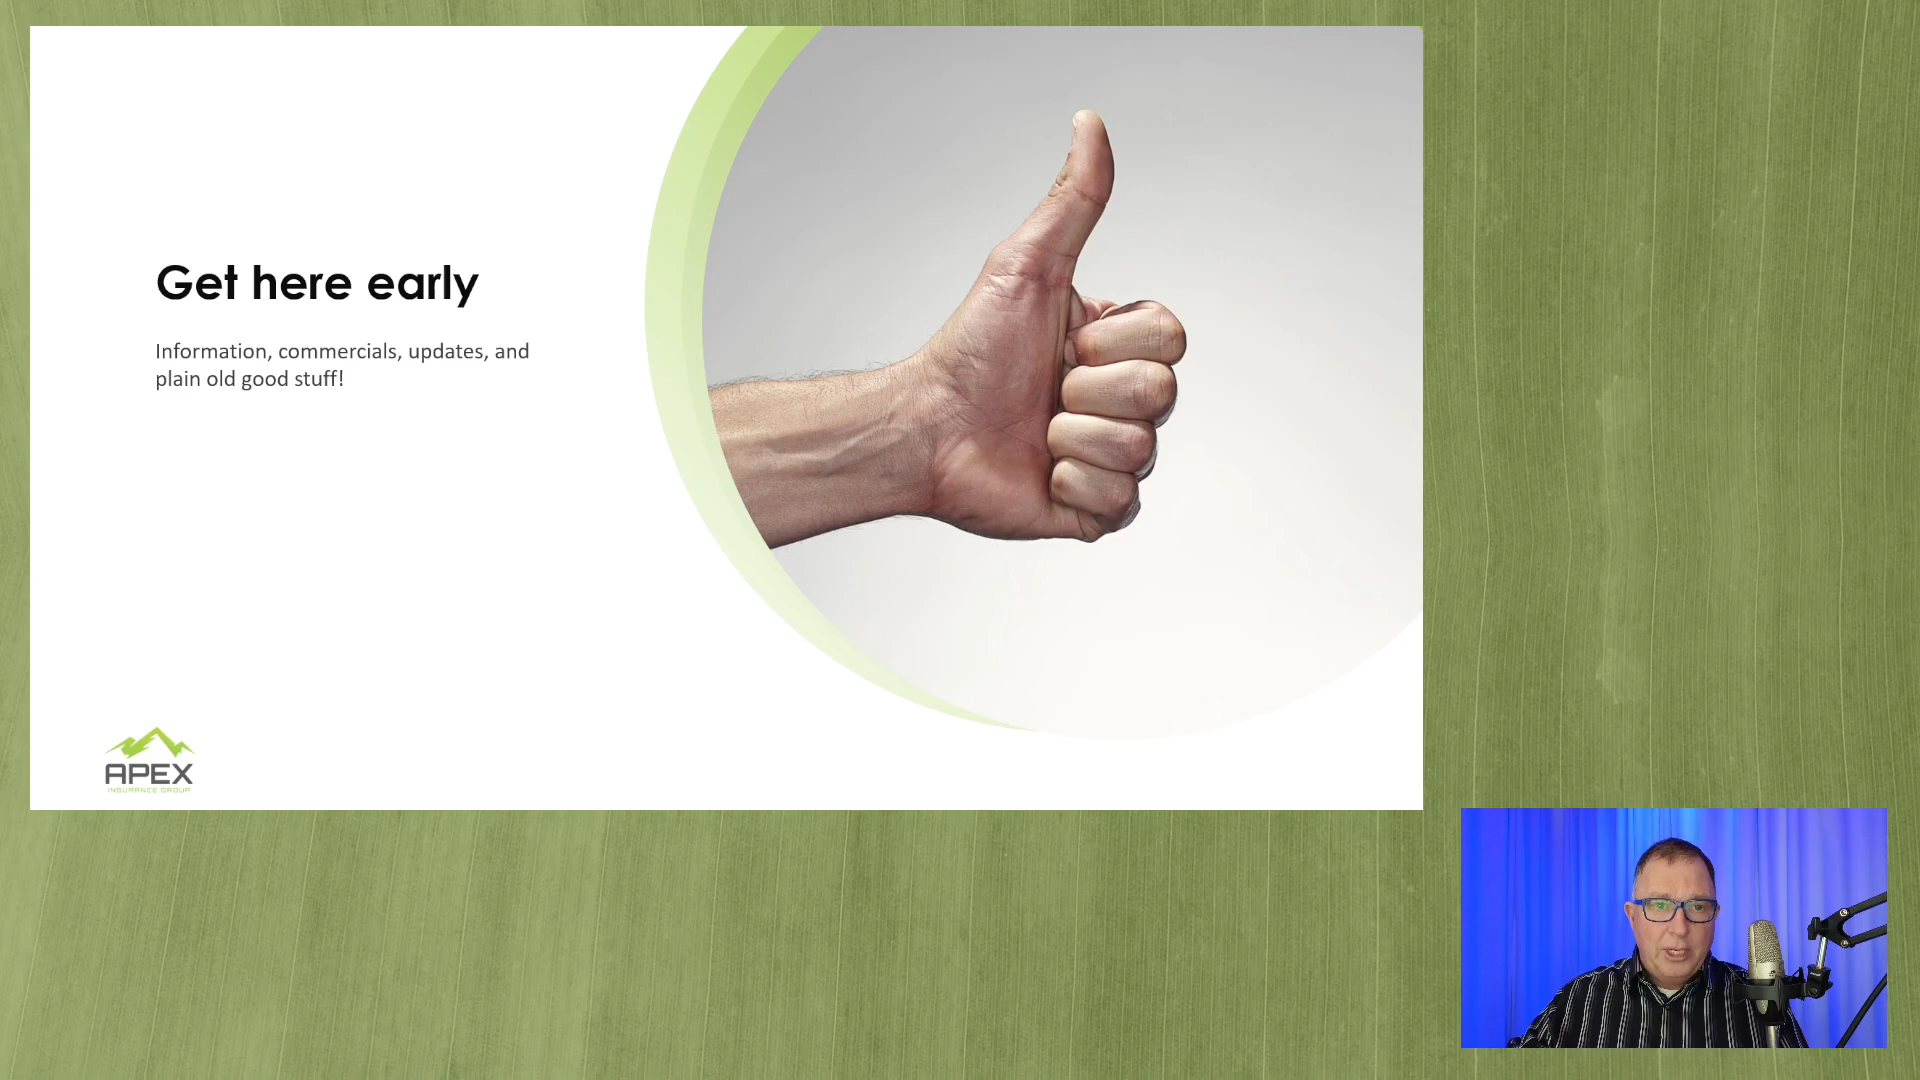 Get here early
Information, commercials, updates, and
plain old good stuff!
APEX
INSURANCE GROUP